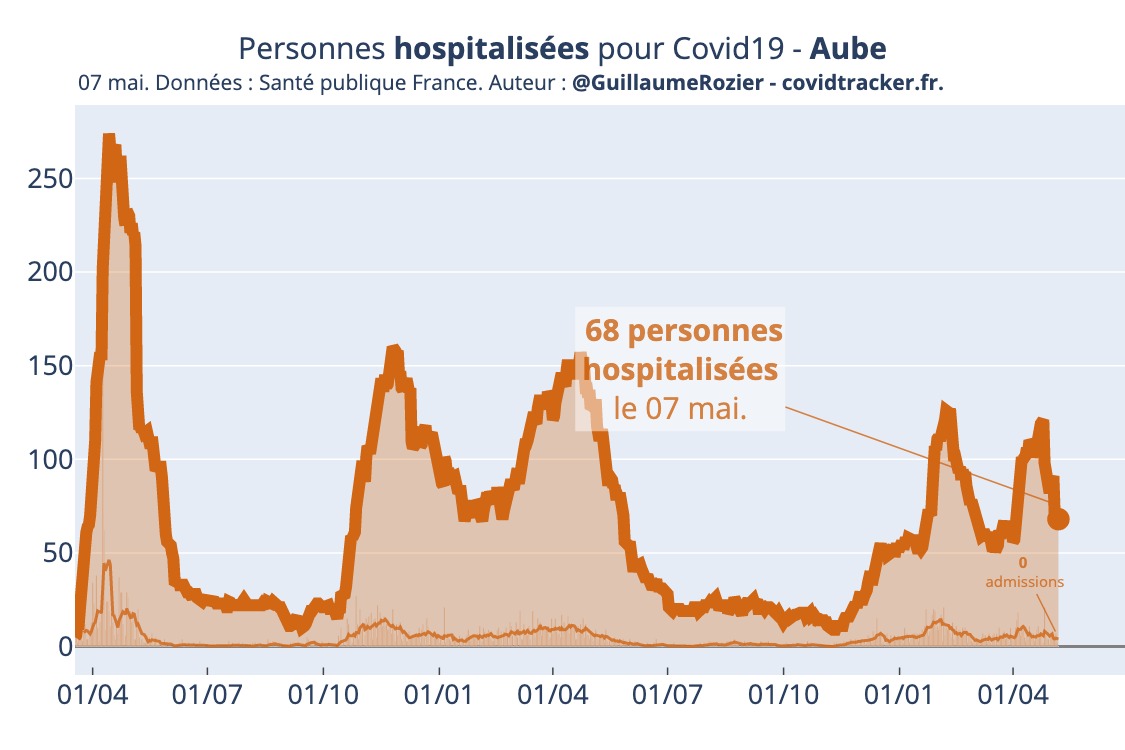 Personnes hospitalisées pour Covid19 - Aube
07 mai. Données : Santé publique France. Auteur : @GuillaumeRozier - covidtracker.fr.
250
200
150
100
50
0
68 personnes
hospitalisées
le 07 mai.
0
admissions
01/04 01/07 01/10 01/01 01/04 01/07 01/10 01/01 01/04